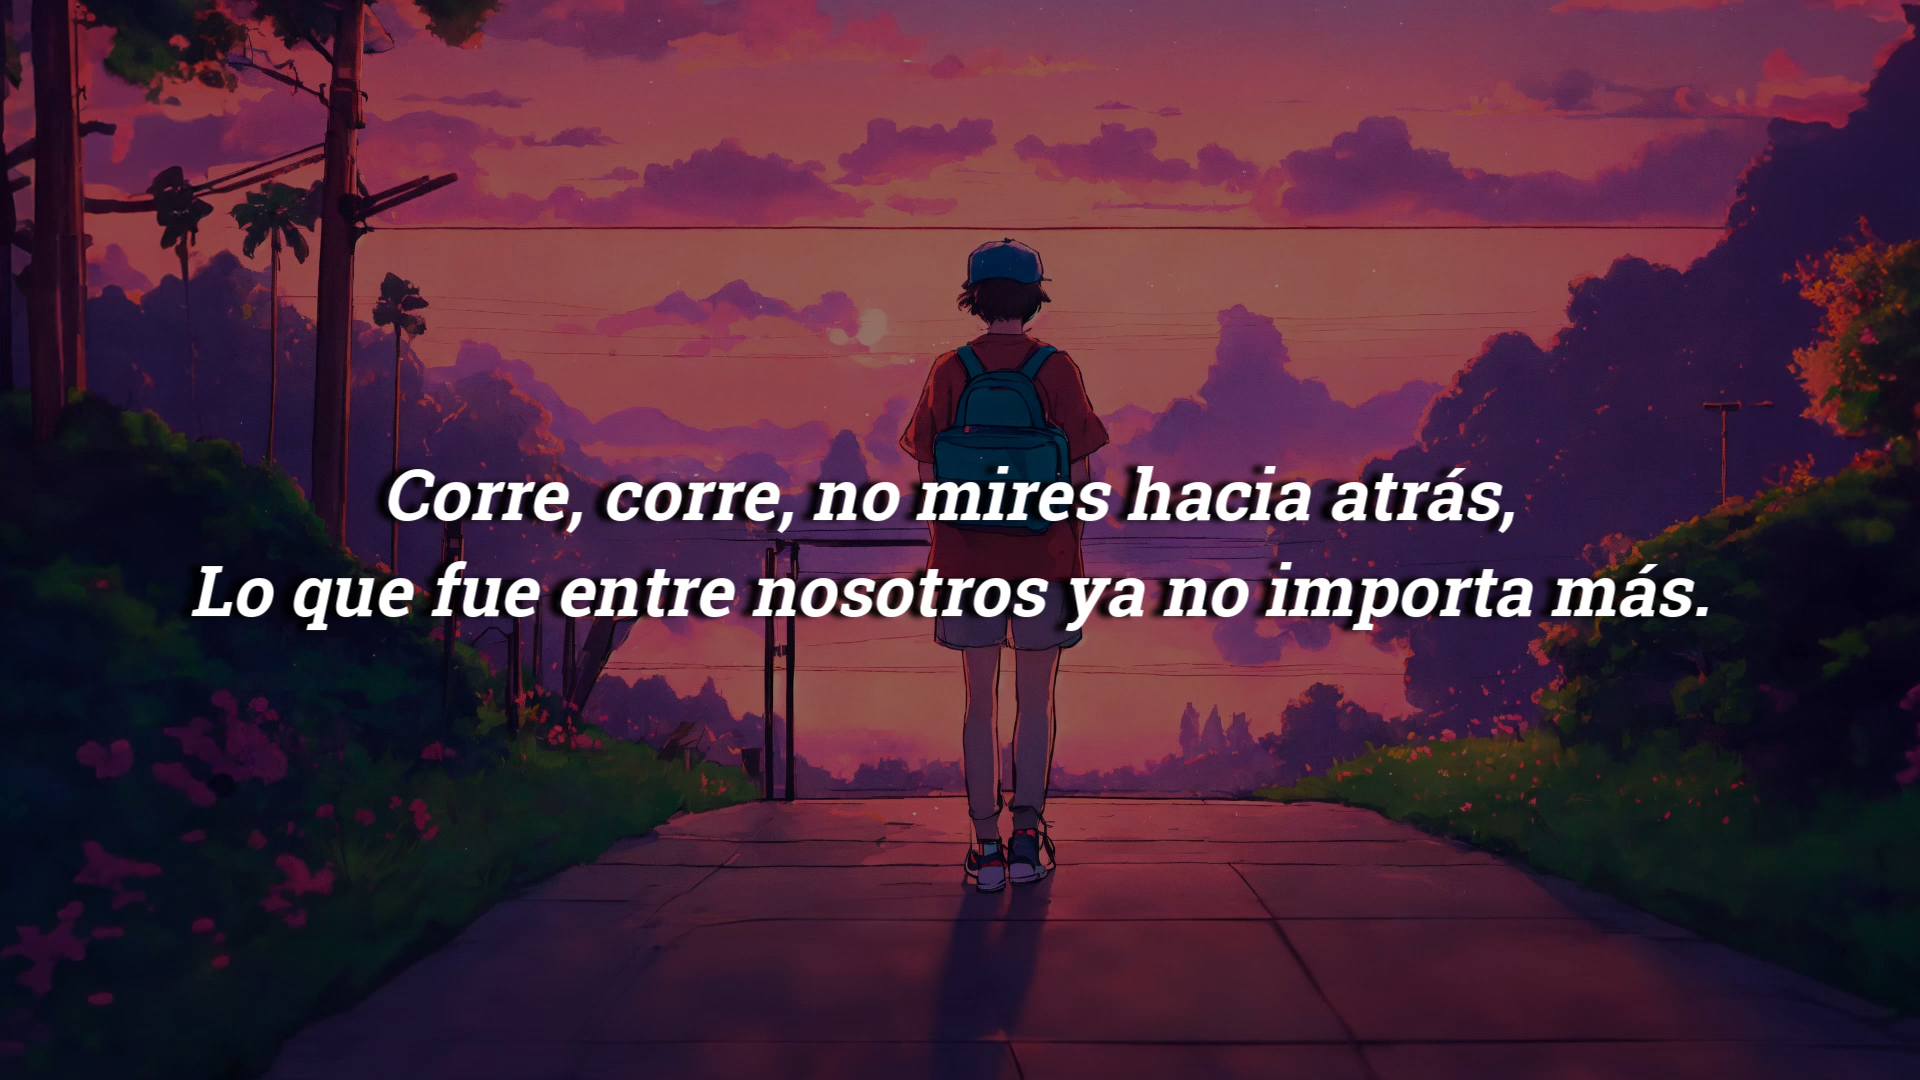 Corre, corre, no mires hacia atrás,
Lo que fue entre nosotros ya no importa más.